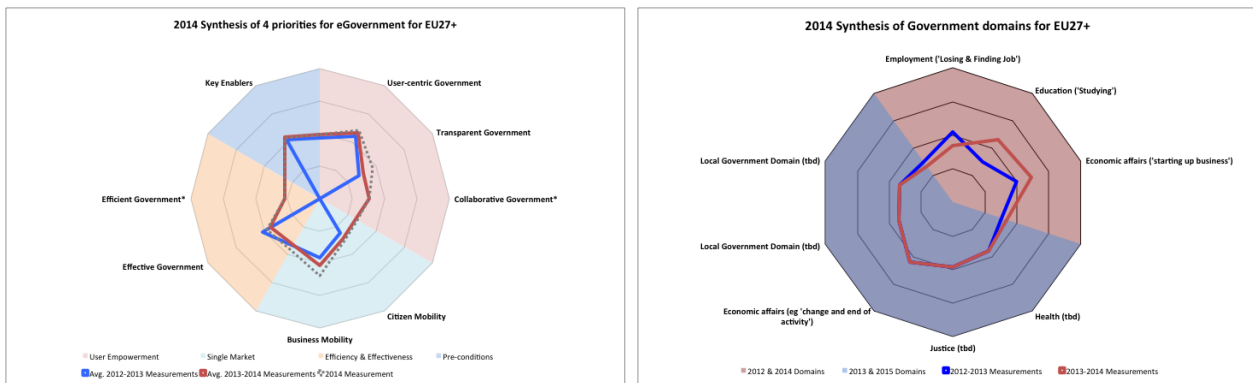 2014 Synthesis of 4 priorities for eGovernment for EU27+
Key Enablers
User-centric Government
Transparent Government
Efficient Government*
Collaborative Government*
Effective Government
Citizen Mobility
Business Mobility
User Empowerment
Single Market
Efficiency & Effectiveness
Pre-conditions
Avg. 2012-2013 Measurements
Avg. 2013-2014 Measurements
2014 Measurement
2014 Synthesis of Government domains for EU27+
Employment ('Losing & Finding Job')
Education ('Studying')
Local Government Domain (tbd)
Economic affairs ('starting up business')
Local Government Domain (tbd)
Economic affairs (eg 'change and end of
activity')
Health (tbd)
Justice (tbd)
2012 & 2014 Domains
2013 & 2015 Domains
2012-2013 Measurements
2013-2014 Measurements